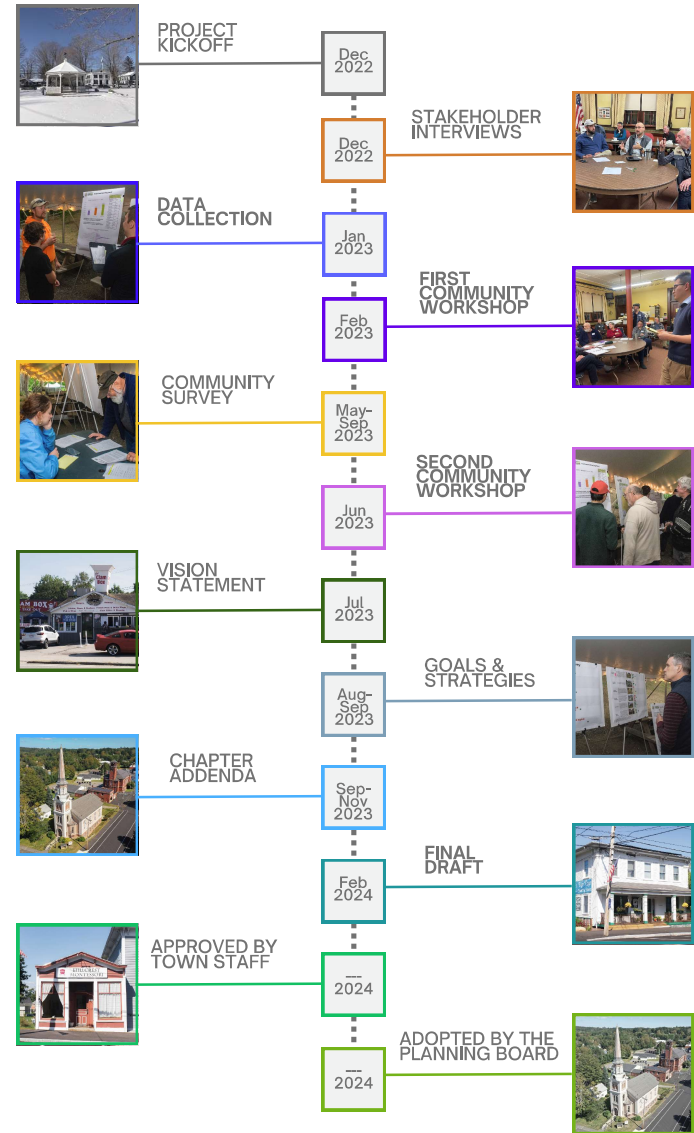 PROJECT
KICKOFF
Dec
2022
STAKEHOLDER
INTERVIEWS
Dec
2022
DATA
COLLECTION
Jan
2023
FIRST
COMMUNITY
WORKSHOP
Feb
2023
COMMUNITY
SURVEY
May-
Sep
2023
SECOND
COMMUNITY
WORKSHOP
Jun
2023
VISION
STATEMENT
Jul
2023
GOALS &
STRATEGIES
Aug-
Sep
2023
CHAPTER
ADDENDA
Sep-
Nov
2023
FINAL
DRAFT
Feb
2024
APPROVED BY
TOWN STAFF
---
2024
ADOPTED BY THE
PLANNING BOARD
---
2024